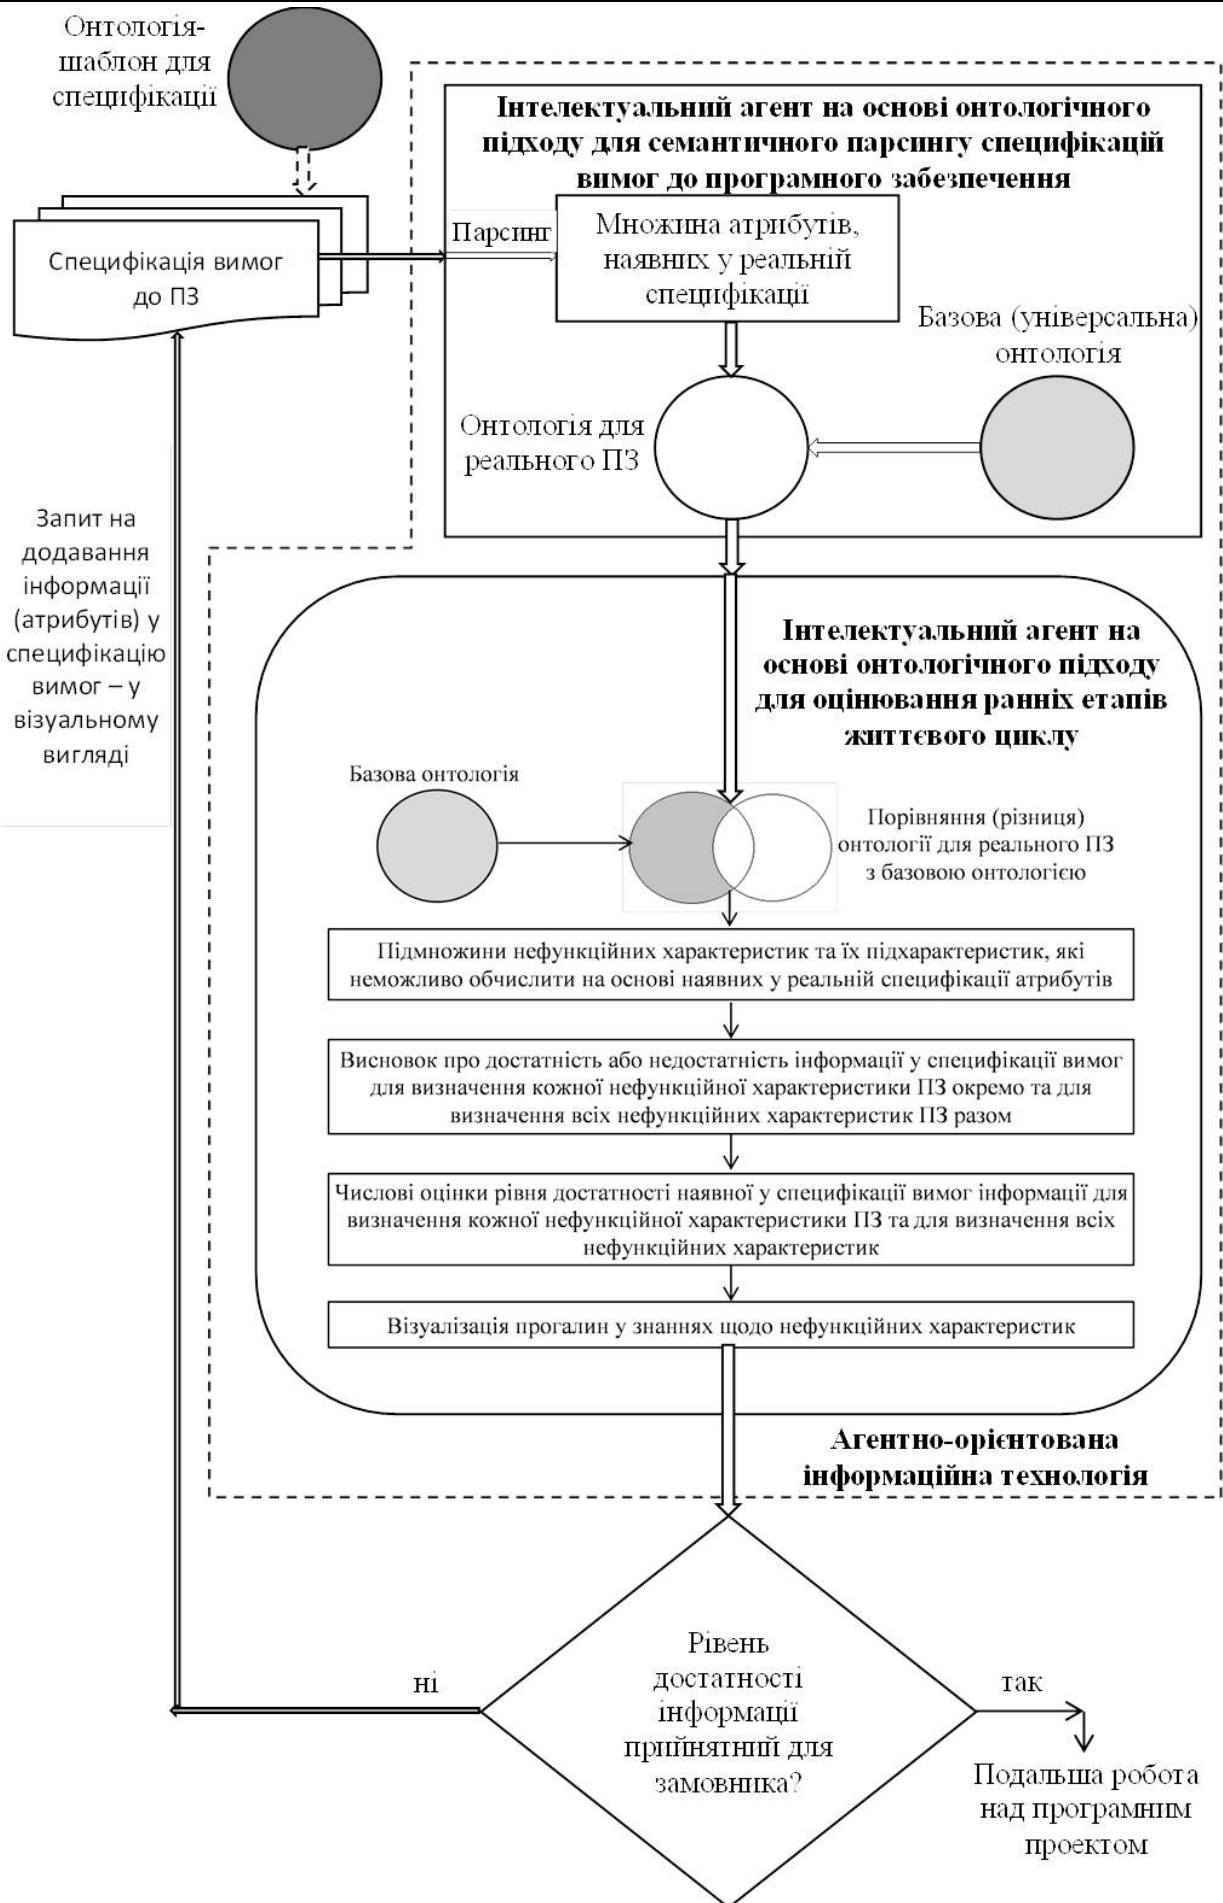 Онтологія-
шаблон для
специфікації
Інтелектуальний агент на основі онтологічного
підходу для семантичного парсингу специфікацій
вимог до програмного забезпечення
Специфікація вимог
до ПЗ
Парсинг
Множина атрибутів,
наявних у реальній
специфікації
Базова (універсальна)
онтологія
Онтологія для
реального ПЗ
Запит на
додавання
інформації
(атрибутів) у
специфікацію
вимог – у
візуальному
вигляді
Інтелектуальний агент на
основі онтологічного підходу
для оцінювання ранніх етапів
життєвого циклу
Базова онтологія
Порівняння (різниця)
онтології для реального ПЗ
з базовою онтологією
Підмножини нефункційних характеристик та їх підхарактеристик, які
неможливо обчислити на основі наявних у реальній специфікації атрибутів
Висновок про достатність або недостатність інформації у специфікації вимог
для визначення кожної нефункційної характеристики ПЗ окремо та для
визначення всіх нефункційних характеристик ПЗ разом
Числові оцінки рівня достатності наявної у специфікації вимог інформації для
визначення кожної нефункційної характеристики ПЗ та для визначення всіх
нефункційних характеристик
Візуалізація прогалин у знаннях щодо нефункційних характеристик
Агентно-орієнтована
інформаційна технологія
Рівень
достатності
інформації
прийнятний для
замовника?
ні
так
Подальша робота
над програмним
проектом